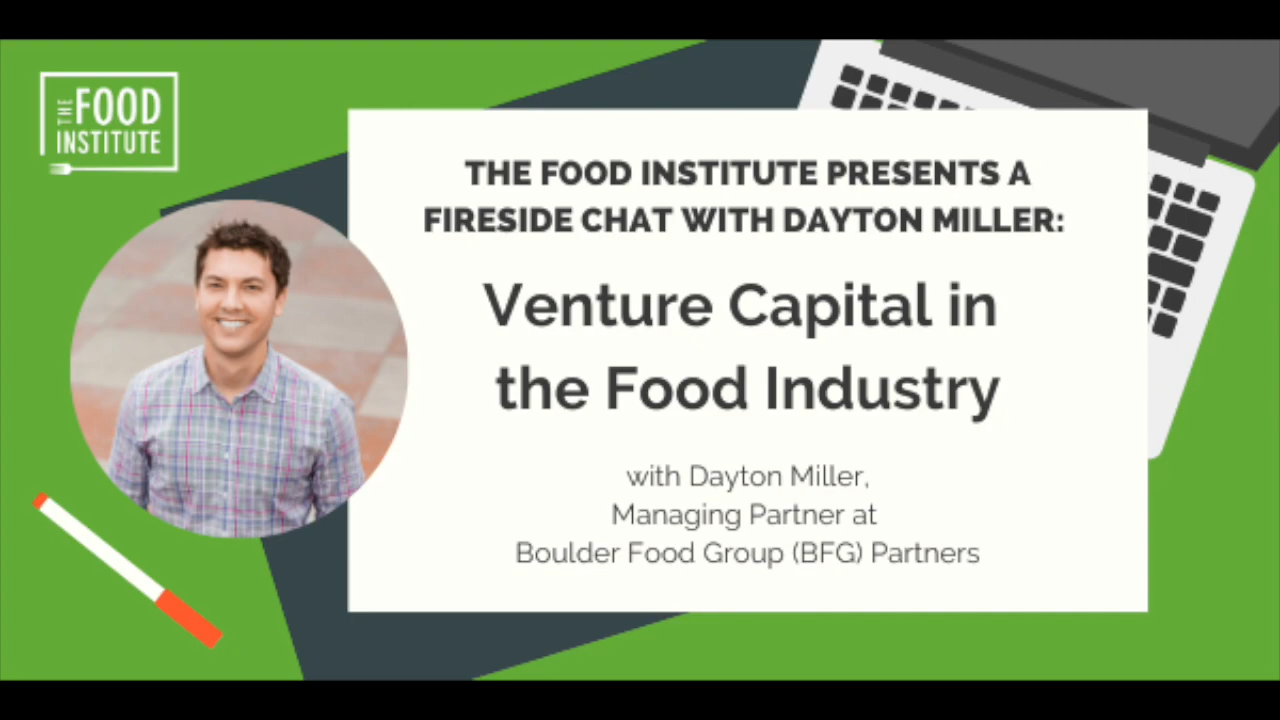 THE FOOD
INSTITUTE
THE FOOD INSTITUTE PRESENTS A
FIRESIDE CHAT WITH DAYTON MILLER:
Venture Capital in
the Food Industry
with Dayton Miller,
Managing Partner at
Boulder Food Group (BFG) Partners